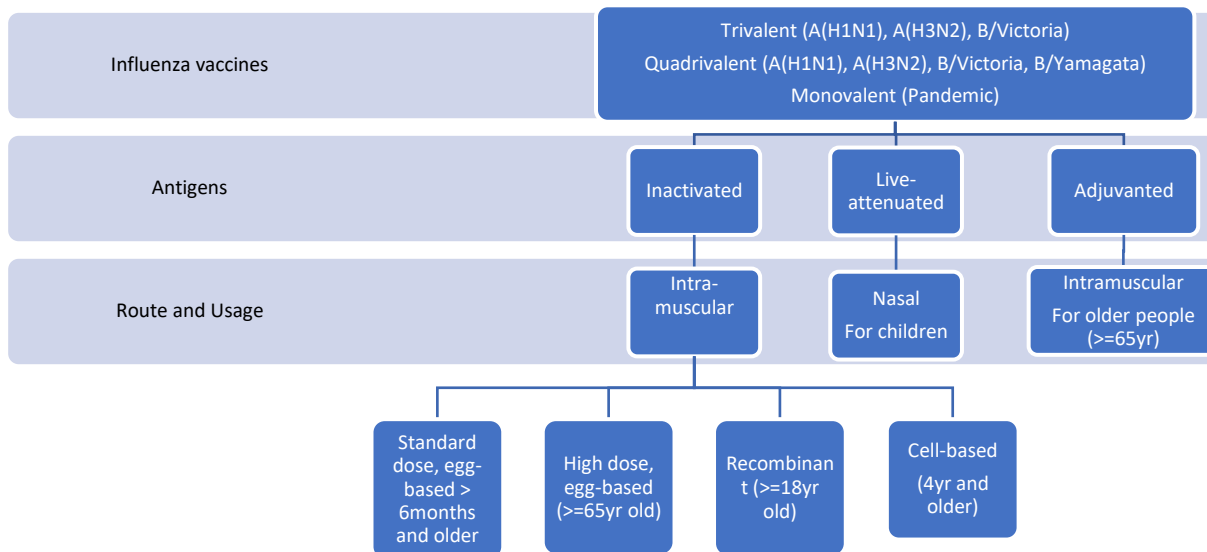 Influenza vaccines
Trivalent (A(H1N1), A(H3N2), B/Victoria)
Quadrivalent (A(H1N1), A(H3N2), B/Victoria, B/Yamagata)
Monovalent (Pandemic)
Antigens
Inactivated
Live-
attenuated
Adjuvanted
Route and Usage
Intra-
muscular
Nasal
For children
Intramuscular
For older people
(>=65yr)
Standard
dose, egg-
based >
6months
and older
High dose,
egg-based
(>=65yr old)
Recombinan
t (>=18yr
old)
Cell-based
(4yr and
older)